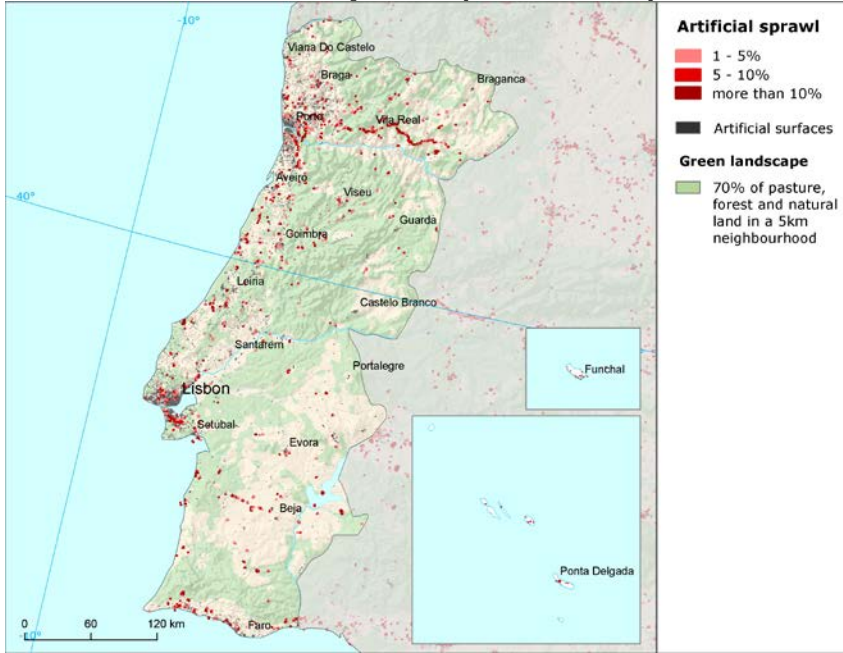 -10°
Viana Do Castelo
Braga
Braganca
Porto
Vila Real
40°
Aveiro
Viseu
Guarda
Goimbra
Leiria
Castelo Branco
Santarem
Portalegre
Funchal
Lisbon
Setubal
Evora
Beja
Ponta Delgada
Faro
0 60 120 km
-10°
Artificial sprawl
1 - 5%
5 - 10%
more than 10%
Artificial surfaces
Green landscape
70% of pasture,
forest and natural
land in a 5km
neighbourhood